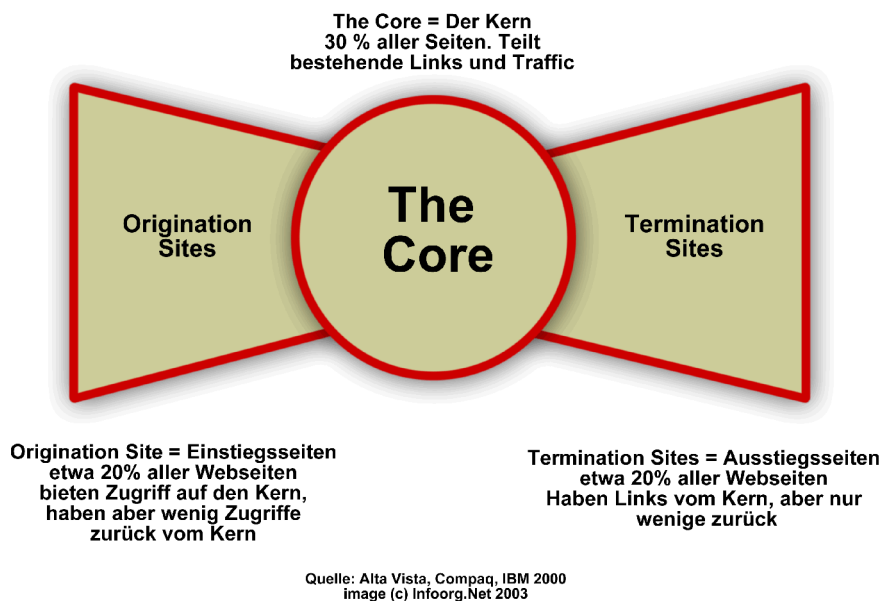 The Core = Der Kern
30 % aller Seiten. Teilt
bestehende Links und Traffic
Origination
Sites
The
Core
Termination
Sites
Origination Site = Einstiegsseiten
etwa 20% aller Webseiten
bieten Zugriff auf den Kern,
haben aber wenig Zugriffe
zurück vom Kern
Termination Sites = Ausstiegsseiten
etwa 20% aller Webseiten
Haben Links vom Kern, aber nur
wenige zurück
Quelle: Alta Vista, Compaq, IBM 2000
image (c) Infoorg.Net 2003